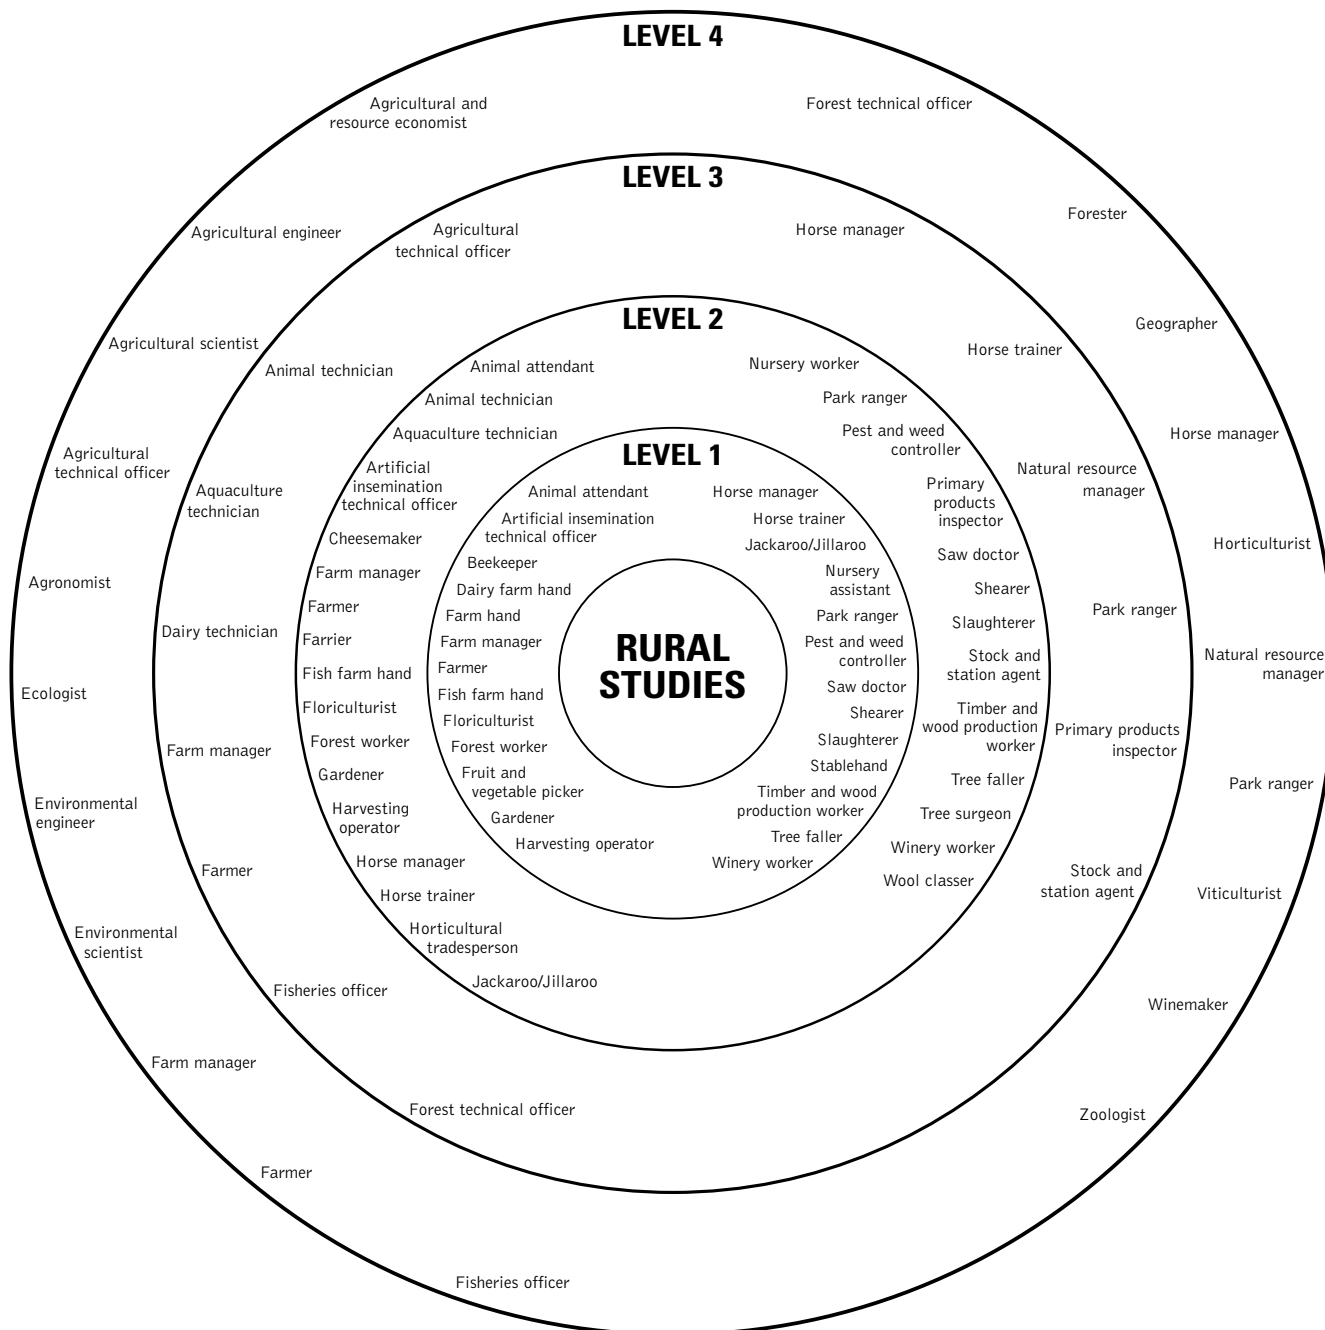 LEVEL 4
Agricultural and
resource economist
Agricultural engineer
Agricultural scientist
Agricultural
technical officer
Agronomist
Ecologist
Environmental
engineer
Environmental
scientist
Farm manager
Farmer
Fisheries officer
Forest technical officer
Forester
Geographer
Horse manager
Horticulturist
Natural resource
manager
Park ranger
Viticulturist
Winemaker
Zoologist
LEVEL 3
Agricultural
technical officer
Animal technician
Aquaculture
technician
Dairy technician
Farm manager
Farmer
Fisheries officer
Forest technical officer
Horse manager
Horse trainer
Natural resource
manager
Park ranger
Primary products
inspector
Stock and
station agent
LEVEL 2
Animal attendant
Animal technician
Aquaculture technician
Artificial
insemination
technical officer
Cheesemaker
Farm manager
Farmer
Farrier
Fish farm hand
Floriculturist
Forest worker
Gardener
Harvesting
operator
Horse manager
Horse trainer
Horticultural
tradesperson
Jackaroo/Jillaroo
Nursery worker
Park ranger
Pest and weed
controller
Primary
products
inspector
Saw doctor
Shearer
Slaughterer
Stock and
station agent
Timber and
wood production
worker
Tree faller
Tree surgeon
Winery worker
Wool classer
LEVEL 1
Animal attendant
Artificial insemination
technical officer
Beekeeper
Dairy farm hand
Farm hand
Farm manager
Farmer
Fish farm hand
Floriculturist
Forest worker
Fruit and
vegetable picker
Gardener
Harvesting operator
Horse manager
Horse trainer
Jackaroo/Jillaroo
Nursery
assistant
Park ranger
Pest and weed
controller
Saw doctor
Shearer
Slaughterer
Stablehand
Timber and wood
production worker
Tree faller
Winery worker
RURAL
STUDIES